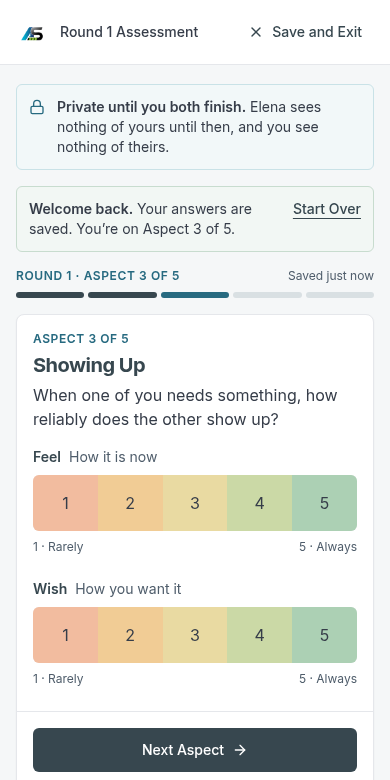 A5
Round 1 Assessment
Save and Exit
Private until you both finish. Elena sees
nothing of yours until then, and you see
nothing of theirs.
Welcome back. Your answers are
saved. You're on Aspect 3 of 5.
Start Over
ROUND 1 · ASPECT 3 OF 5
Saved just now
ASPECT 3 OF 5
Showing Up
When one of you needs something, how
reliably does the other show up?
Feel How it is now
1 2 3 4 5
1 · Rarely
5 · Always
Wish How you want it
1 2 3 4 5
1 · Rarely
5 · Always
Next Aspect →